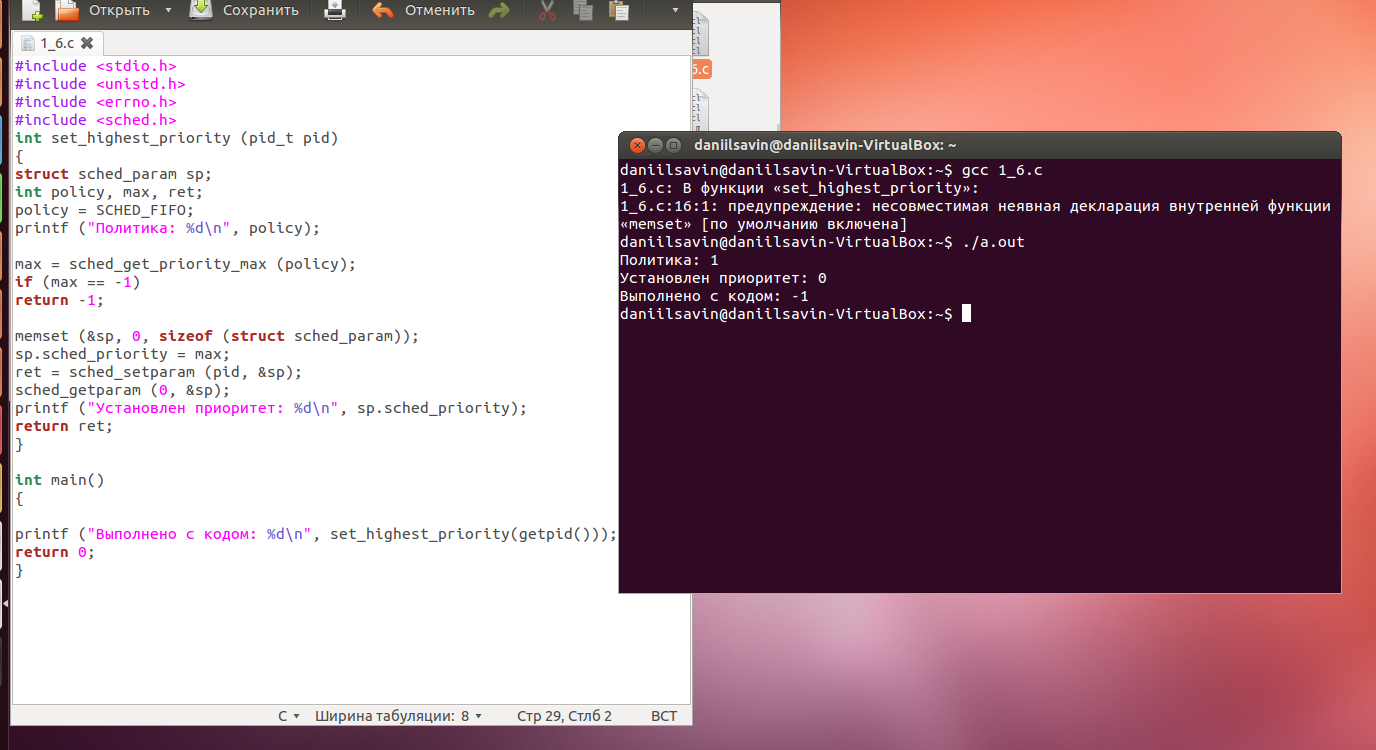 Открыть
Сохранить
Отменить
1_6.c
#include <stdio.h>
#include <unistd.h>
#include <errno.h>
#include <sched.h>
int set_highest_priority (pid_t pid)
{
struct sched_param sp;
int policy, max, ret;
policy = SCHED_FIFO;
printf ("Политика: %d\n", policy);
max = sched_get_priority_max (policy);
if (max == -1)
return -1;
memset (&sp, 0, sizeof (struct sched_param));
sp.sched_priority = max;
ret = sched_setparam (pid, &sp);
sched_getparam (0, &sp);
printf ("Установлен приоритет: %d\n", sp.sched_priority);
return ret;
}
int main()
{
printf ("Выполнено с кодом: %d\n", set_highest_priority(getpid()));
return 0;
}
C
Ширина табуляции: 8
Стр 29, Стлб 2
ВСТ
6.c
daniilsavin@daniilsavin-VirtualBox: ~
daniilsavin@daniilsavin-VirtualBox:~$ gcc 1_6.c
1_6.c: В функции «set_highest_priority»:
1_6.c:16:1: предупреждение: несовместимая неявная декларация внутренней функции
«memset» [по умолчанию включена]
daniilsavin@daniilsavin-VirtualBox:~$ ./a.out
Политика: 1
Установлен приоритет: 0
Выполнено с кодом: -1
daniilsavin@daniilsavin-VirtualBox:~$